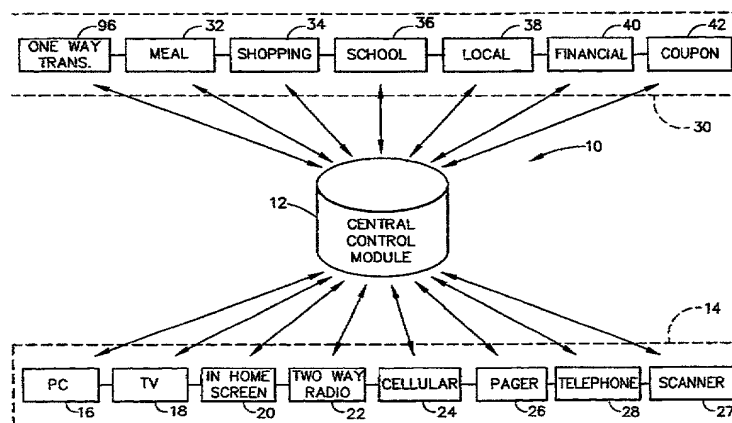 96 32 34 36 38 40 42
ONE WAY TRANS. MEAL SHOPPING SCHOOL LOCAL FINANCIAL COUPON
30
10
12
CENTRAL
CONTROL
MODULE
14
PC TV IN HOME SCREEN TWO WAY RADIO CELLULAR PAGER TELEPHONE SCANNER
16 18 20 22 24 26 28 27